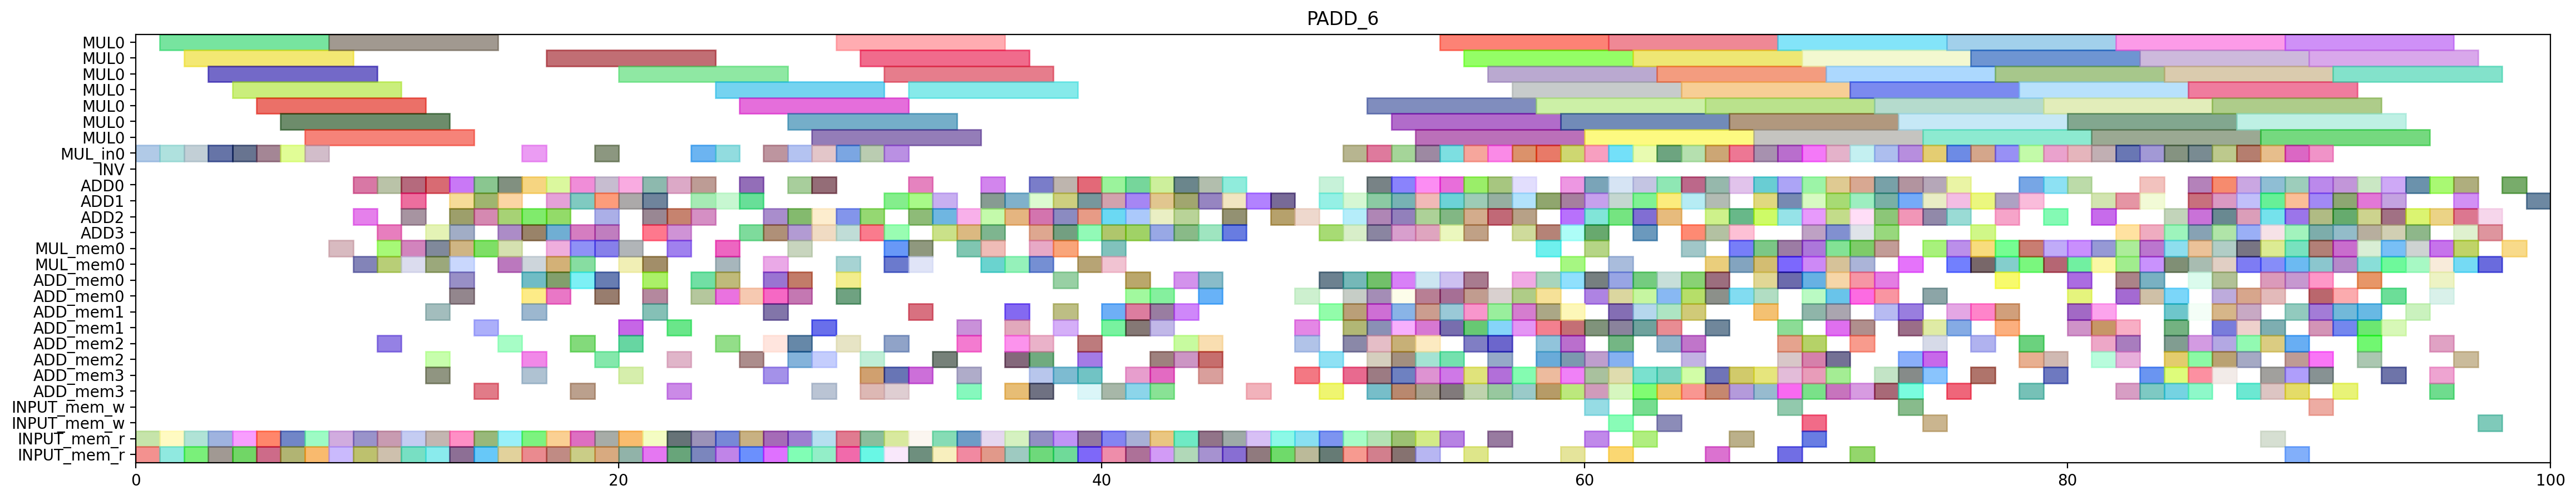 PADD_6
MUL0
MUL0
MUL0
MUL0
MUL0
MUL0
MUL0
MUL_in0
INV
ADD0
ADD1
ADD2
ADD3
MUL_mem0
MUL_mem0
ADD_mem0
ADD_mem0
ADD_mem1
ADD_mem1
ADD_mem2
ADD_mem2
ADD_mem3
ADD_mem3
INPUT_mem_w
INPUT_mem_w
INPUT_mem_r
INPUT_mem_r
0 20 40 60 80 100